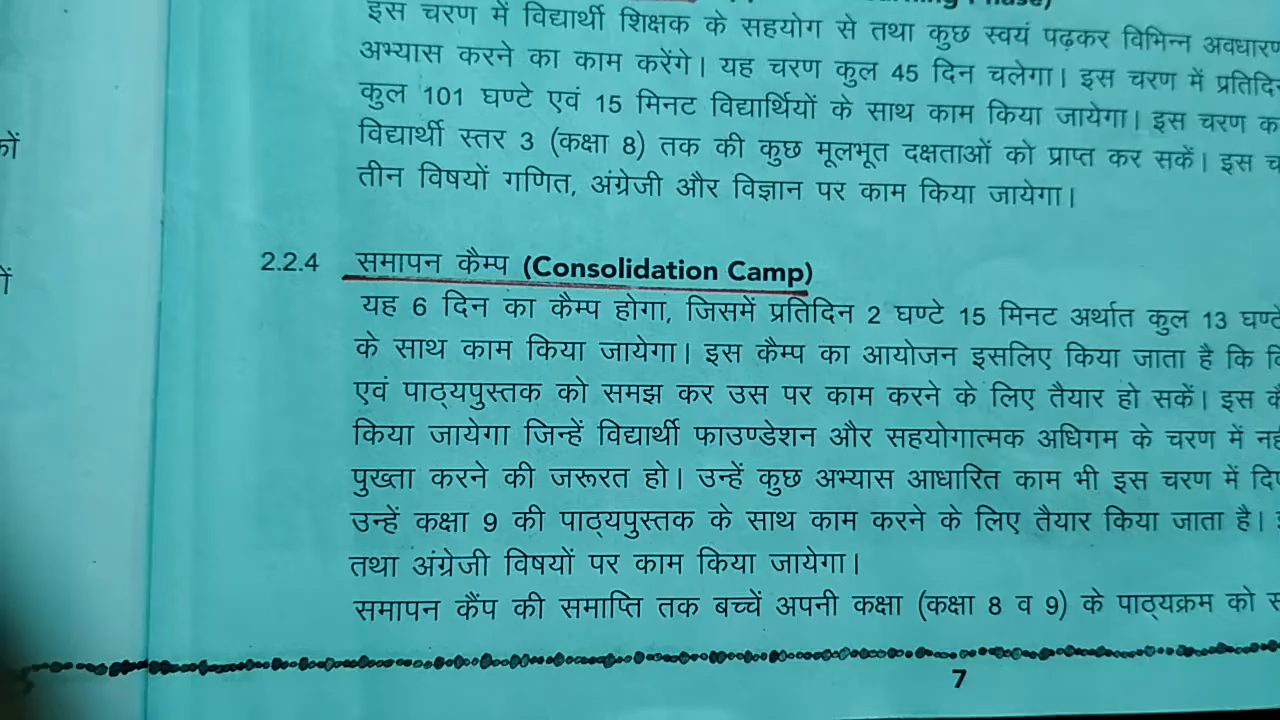 इस चरण में विद्यार्थी शिक्षक के सहयोग से तथा कुछ स्वयं पढ़कर विभिन्न
अभ्यास करने का काम करेंगे। यह चरण कुल 45 दिन चलेगा। इस चरण में
कुल 101 घण्टे एवं 15 मिनट विद्यार्थियों के साथ काम किया जायेगा। इस चरण
विद्यार्थी स्तर 3 (कक्षा 8) तक की कुछ मूलभूत दक्षताओं को प्राप्त कर सकें। इस
तीन विषयों गणित, अंग्रेजी और विज्ञान पर काम किया जायेगा।
2.2.4 समापन कैम्प (Consolidation Camp)
यह 6 दिन का कैम्प होगा, जिसमें प्रतिदिन 2 घण्टे 15 मिनट अर्थात कुल 13 घण्टे
के साथ काम किया जायेगा। इस कैम्प का आयोजन इसलिए किया जाता है कि
एवं पाठ्यपुस्तक को समझ कर उस पर काम करने के लिए तैयार हो सकें। इस
किया जायेगा जिन्हें विद्यार्थी फाउण्डेशन और सहयोगात्मक अधिगम के चरण में
पुख्ता करने की जरूरत हो। उन्हें कुछ अभ्यास आधारित काम भी इस चरण में
उन्हें कक्षा 9 की पाठ्यपुस्तक के साथ काम करने के लिए तैयार किया जाता है।
तथा अंग्रेजी विषयों पर काम किया जायेगा।
समापन कैंप की समाप्ति तक बच्चें अपनी कक्षा (कक्षा 8 व 9) के पाठ्यक्रम को
7